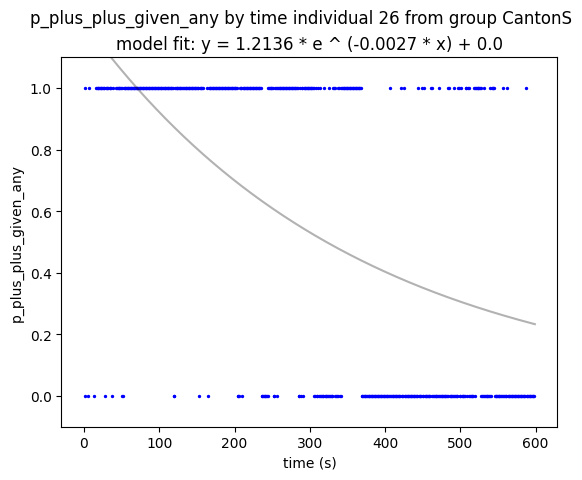 p_plus_plus_given_any by time individual 26 from group CantonS
model fit: y = 1.2136 * e ^ (-0.0027 * x) + 0.0
1.0
0.8
0.6
0.4
0.2
0.0
p_plus_plus_given_any
0 100 200 300 400 500 600
time (s)